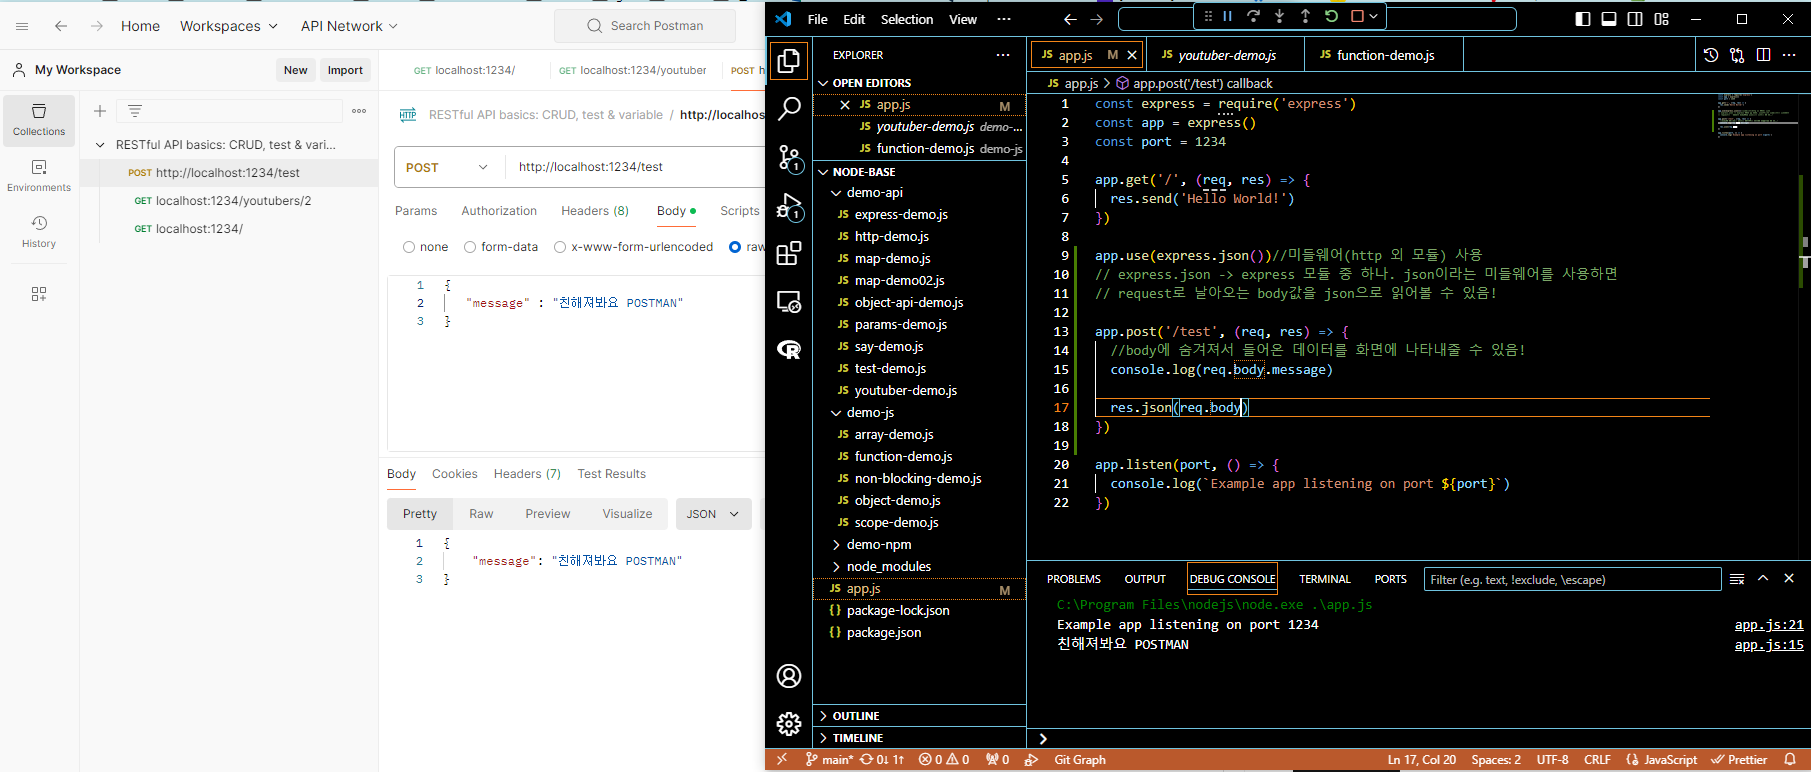 Home Workspaces API Network Search Postman
My Workspace New Import
GET localhost:1234/ GET localhost:1234/youtuber POST h
Collections
Environments
History
RESTful API basics: CRUD, test & vari...
POST http://localhost:1234/test
GET localhost:1234/youtubers/2
GET localhost:1234/
HTTP RESTful API basics: CRUD, test & variable / http://localhos
POST http://localhost:1234/test
Params Authorization Headers (8) Body Scripts
none form-data x-www-form-urlencoded raw
1 {
2 "message" : "친해져봐요 POSTMAN"
3 }
Body Cookies Headers (7) Test Results
Pretty Raw Preview Visualize JSON
1 {
2 "message": "친해져봐요 POSTMAN"
3 }
File Edit Selection View ...
EXPLORER ...
OPEN EDITORS
JS app.js M
JS youtuber-demo.js demo-...
JS function-demo.js demo-js
NODE-BASE
demo-api
JS express-demo.js
JS http-demo.js
JS map-demo.js
JS map-demo02.js
JS object-api-demo.js
JS params-demo.js
JS say-demo.js
JS test-demo.js
JS youtuber-demo.js
demo-js
JS array-demo.js
JS function-demo.js
JS non-blocking-demo.js
JS object-demo.js
JS scope-demo.js
demo-npm
node_modules
JS app.js M
{} package-lock.json
{} package.json
OUTLINE
TIMELINE
1
1
R
JS app.js M JS youtuber-demo.js JS function-demo.js
JS app.js > app.post('/test') callback
1 const express = require('express')
2 const app = express()
3 const port = 1234
4
5 app.get('/', (req, res) => {
6 res.send('Hello World!')
7 })
8
9 app.use(express.json())//미들웨어(http 외 모듈) 사용
10 // express.json -> express 모듈 중 하나. json이라는 미들웨어를 사용하면
11 // request로 날아오는 body값을 json으로 읽어볼 수 있음!
12
13 app.post('/test', (req, res) => {
14 //body에 숨겨져서 들어온 데이터를 화면에 나타내줄 수 있음!
15 console.log(req.body.message)
16
17 res.json(req.body)
18 })
19
20 app.listen(port, () => {
21 console.log(`Example app listening on port ${port}`)
22 })
PROBLEMS OUTPUT DEBUG CONSOLE TERMINAL PORTS Filter (e.g. text, !exclude, \escape)
C:\Program Files\nodejs\node.exe .\app.js
Example app listening on port 1234 app.js:21
친해져봐요 POSTMAN app.js:15
main* 0↓ 1↑ 0 0 0 Git Graph Ln 17, Col 20 Spaces: 2 UTF-8 CRLF {} JavaScript Prettier